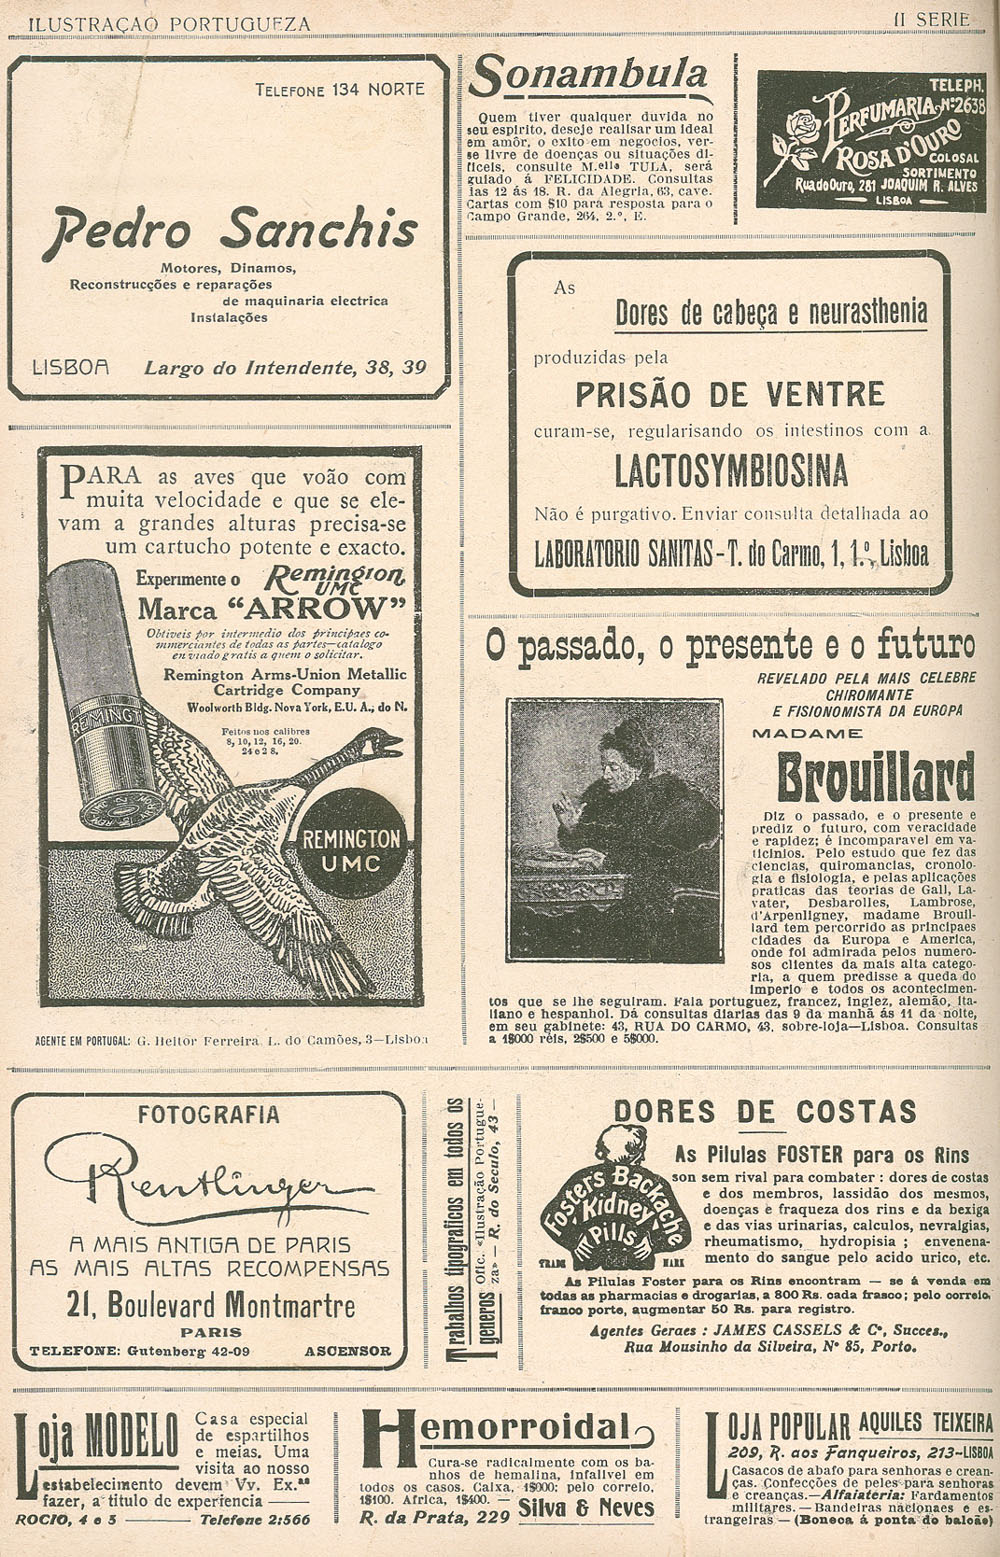 ILUSTRAÇÃO PORTUGUEZA
II SERIE
TELEFONE 134 NORTE
Pedro Sanchis
Motores, Dinamos,
Reconstrucções e reparações
de maquinaria electrica
Instalações
LISBOA Largo do Intendente, 38, 39
Sonambula
Quem tiver qualquer duvida no
seu espirito, deseje realisar um ideal
em amôr, o exito em negocios, ver-
se livre de doenças ou situações di-
ficeis, consulte M.ella TULA, será
guiado á FELICIDADE. Consultas
das 12 ás 18. R. da Alegria, 63, cave.
Cartas com $10 para resposta para o
Campo Grande, 264, 2.º, E.
TELEPH.
Nº 2638
PERFUMARIA
ROSA D'OURO
COLOSAL
SORTIMENTO
Rua do Ouro, 281 JOAQUIM R. ALVES
LISBOA
As
Dores de cabeça e neurasthenia
produzidas pela
PRISÃO DE VENTRE
curam-se, regularisando os intestinos com a
LACTOSYMBIOSINA
Não é purgativo. Enviar consulta detalhada ao
LABORATORIO SANITAS-T. do Carmo, 1, 1.º, Lisboa
PARA as aves que voão com
muita velocidade e que se ele-
vam a grandes alturas precisa-se
um cartucho potente e exacto.
Experimente o Remington
UMC
Marca "ARROW"
Obtiveis por intermedio dos principaes co-
mmerciantes de todas as partes—catalogo
enviado gratis a quem o solicitar.
Remington Arms-Union Metallic
Cartridge Company
Woolworth Bldg. Nova York, E.U. A., do N.
Feitos nos calibres
8, 10, 12, 16, 20.
24 e 28.
REMINGT
REMINGTON
UMC
AGENTE EM PORTUGAL: G. Heitor Ferreira, L. do Camões, 3—Lisboa
O passado, o presente e o futuro
REVELADO PELA MAIS CELEBRE
CHIROMANTE
E FISIONOMISTA DA EUROPA
MADAME
Brouillard
Diz o passado, e o presente e
prediz o futuro, com veracidade
e rapidez; é incomparavel em va-
ticinios. Pelo estudo que fez das
ciencias, quiromancias, cronolo-
gia e fisiologia, e pelas aplicações
praticas das teorias de Gall, La-
vater, Desbarolles, Lambrose,
d'Arpenligney, madame Brouil-
lard tem percorrido as principaes
cidades da Europa e America,
onde foi admirada pelos numero-
sos clientes da mais alta catego-
ria, a quem predisse a queda do
imperio e todos os acontecimen-
tos que se lhe seguiram. Fala portuguez, francez, inglez, alemão, ita-
liano e hespanhol. Dá consultas diarias das 9 da manhã ás 11 da noite,
em seu gabinete: 43, RUA DO CARMO, 43, sobre-loja—Lisboa. Consultas
a 1$000 réis, 2$500 e 5$000.
FOTOGRAFIA
Reutlinger
A MAIS ANTIGA DE PARIS
AS MAIS ALTAS RECOMPENSAS
21, Boulevard Montmartre
PARIS
TELEFONE: Gutenberg 42-09 ASCENSOR
Trabalhos tipograficos em todos os
generos Ofic. «Ilustração Portugue-
za» — R. do Seculo, 43 —
DORES DE COSTAS
Foster's Backache
Kidney
Pills
TRADE MARK
As Pilulas FOSTER para os Rins
son sem rival para combater : dores de costas
e dos membros, lassidão dos mesmos,
doenças e fraqueza dos rins e da bexiga
e das vias urinarias, calculos, nevralgias,
rheumatismo, hydropisia ; envenena-
mento do sangue pelo acido urico, etc.
As Pilulas Foster para os Rins encontram — se á venda em
todas as pharmacias e drogarias, a 800 Rs. cada frasco; pelo correio,
franco porte, augmentar 50 Rs. para registro.
Agentes Geraes : JAMES CASSELS & Cº, Succes.,
Rua Mousinho da Silveira, Nº 85, Porto.
Loja MODELO
Casa especial
de espartilhos
e meias. Uma
visita ao nosso
estabelecimento devem Vv. Ex.as
fazer, a titulo de experiencia
ROCIO, 4 e 5 — Telefone 2:566
Hemorroidal
Cura-se radicalmente com os ba-
nhos de hemalina, infalivel em
todos os casos. Caixa, 1$000; pelo correio,
1$100. Africa, 1$400. — Silva & Neves
R. da Prata, 229
LOJA POPULAR AQUILES TEIXEIRA
209, R. aos Fanqueiros, 213-LISBOA
Casacos de abafo para senhoras e crean-
ças. Confecções de peles para senhoras
e creanças.—Alfaiateria: Fardamentos
militares. — Bandeiras nacionaes e es-
trangeiras — (Boneca á ponta do balcão)